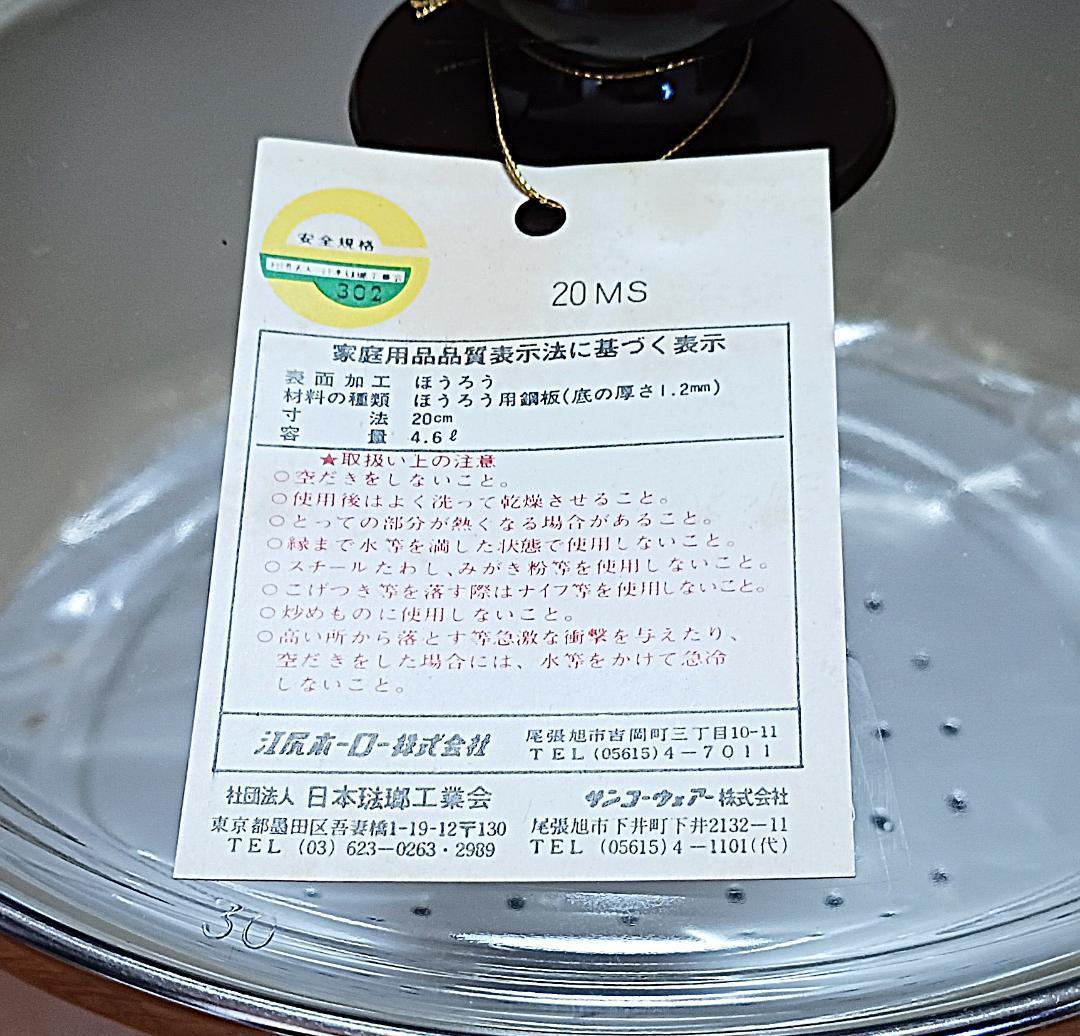 安全規格
社団法人 日本琺瑯工業会
302
20MS
家庭用品品質表示法に基づく表示
表面加工 ほうろう
材料の種類 ほうろう用鋼板(底の厚さ1.2mm)
寸法 20cm
容量 4.6ℓ
★取扱い上の注意
○空だきをしないこと。
○使用後はよく洗って乾燥させること。
○とっての部分が熱くなる場合があること。
○縁まで水等を満した状態で使用しないこと。
○スチールたわし、みがき粉等を使用しないこと。
○こげつき等を落す際はナイフ等を使用しないこと。
○炒めものに使用しないこと。
○高い所から落とす等急激な衝撃を与えたり、
空だきをした場合には、水等をかけて急冷
しないこと。
江尻ホーロー株式会社
尾張旭市吉岡町三丁目10-11
TEL (05615)4-7011
社団法人 日本琺瑯工業会
東京都墨田区吾妻橋1-19-12〒130
TEL (03) 623-0263・2989
サンコーウェアー株式会社
尾張旭市下井町下井2132-11
TEL (05615)4-1101(代)
30